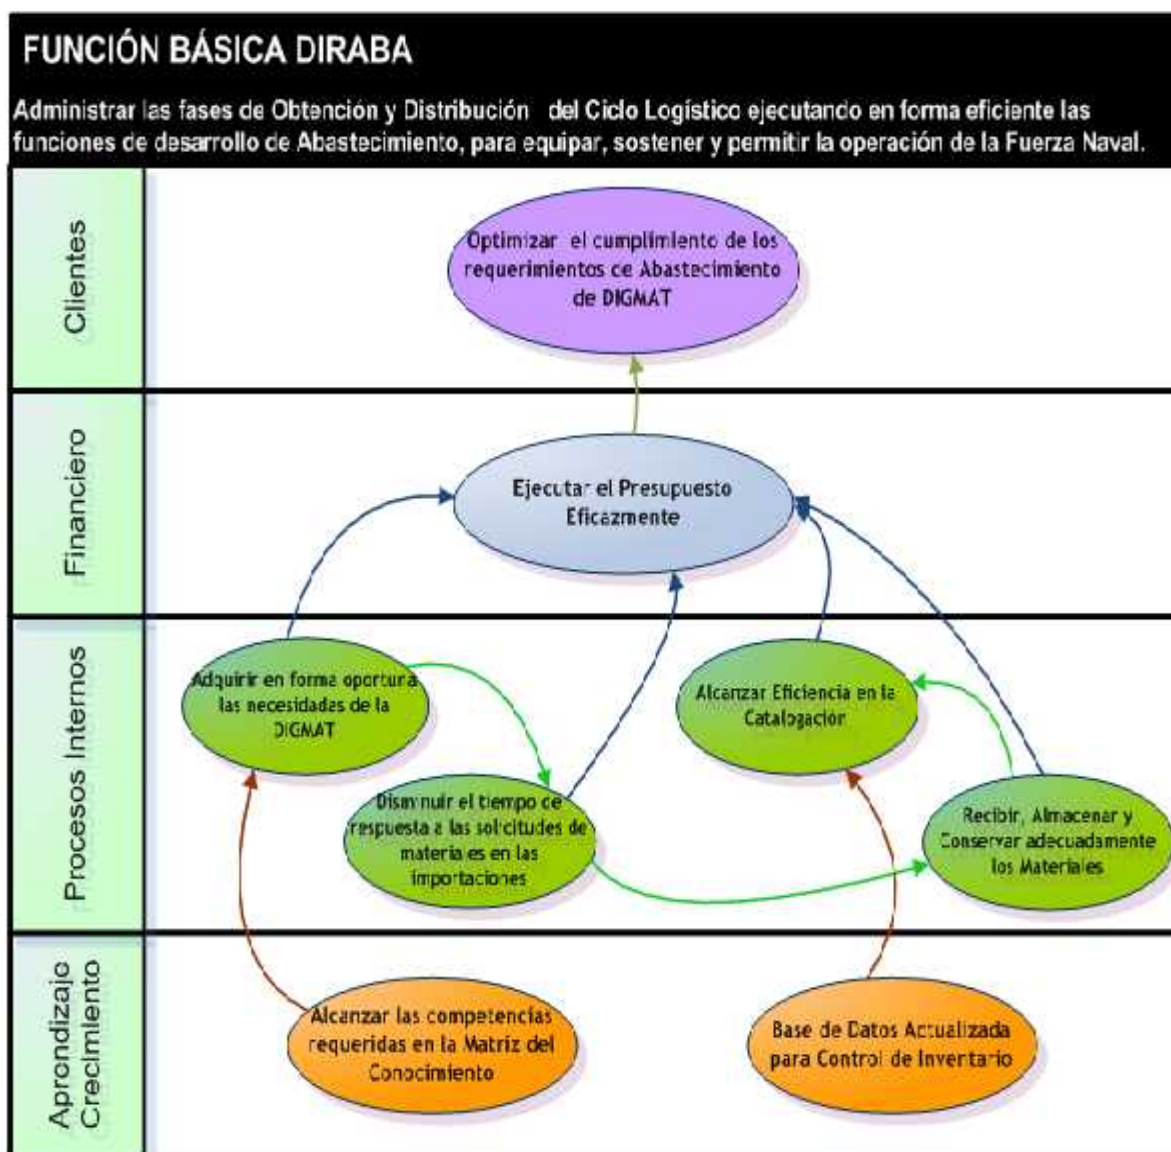 FUNCIÓN BÁSICA DIRABA
Administrar las fases de Obtención y Distribución del Ciclo Logístico ejecutando en forma eficiente las
funciones de desarrollo de Abastecimiento, para equipar, sostener y permitir la operación de la Fuerza Naval.
Clientes
Optimizar el cumplimiento de los
requerimientos de Abastecimiento
de DIGMAT
Financiero
Ejecutar el Presupuesto
Eficazmente
Procesos Internos
Adquirir en forma oportuna
las necesidades de la
DIGMAT
Alcanzar Eficiencia en la
Catalogación
Disminuir el tiempo de
respuesta a las solicitudes de
materiales en las
importaciones
Recibir, Almacenar y
Conservar adecuadamente
los Materiales
Aprendizajo
Crecimiento
Alcanzar las competencias
requeridas en la Matriz del
Conocimiento
Base de Datos Actualizada
para Control de Inventario